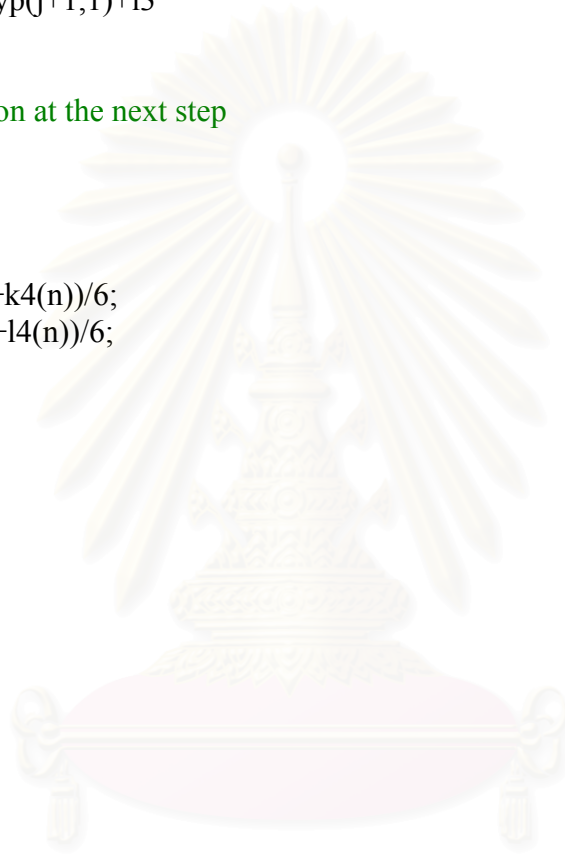 yp(j+1,1)+l3
on at the next step
+k4(n))/6;
+l4(n))/6;